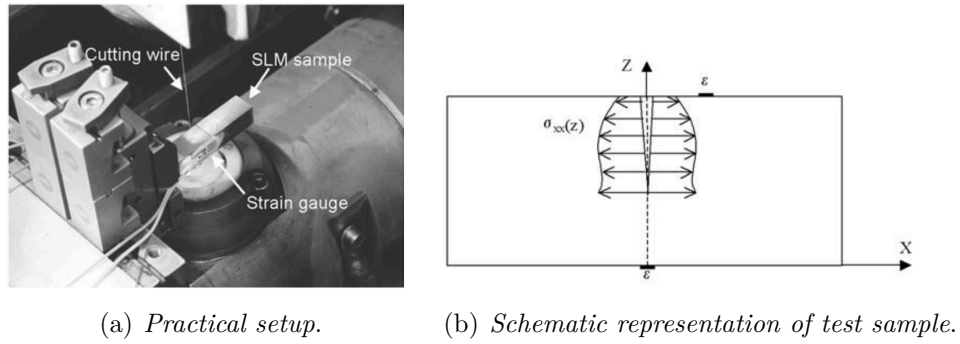 Cutting wire
SLM sample
Strain gauge
Z
ε
σxx(z)
X
ε
(a) Practical setup.
(b) Schematic representation of test sample.